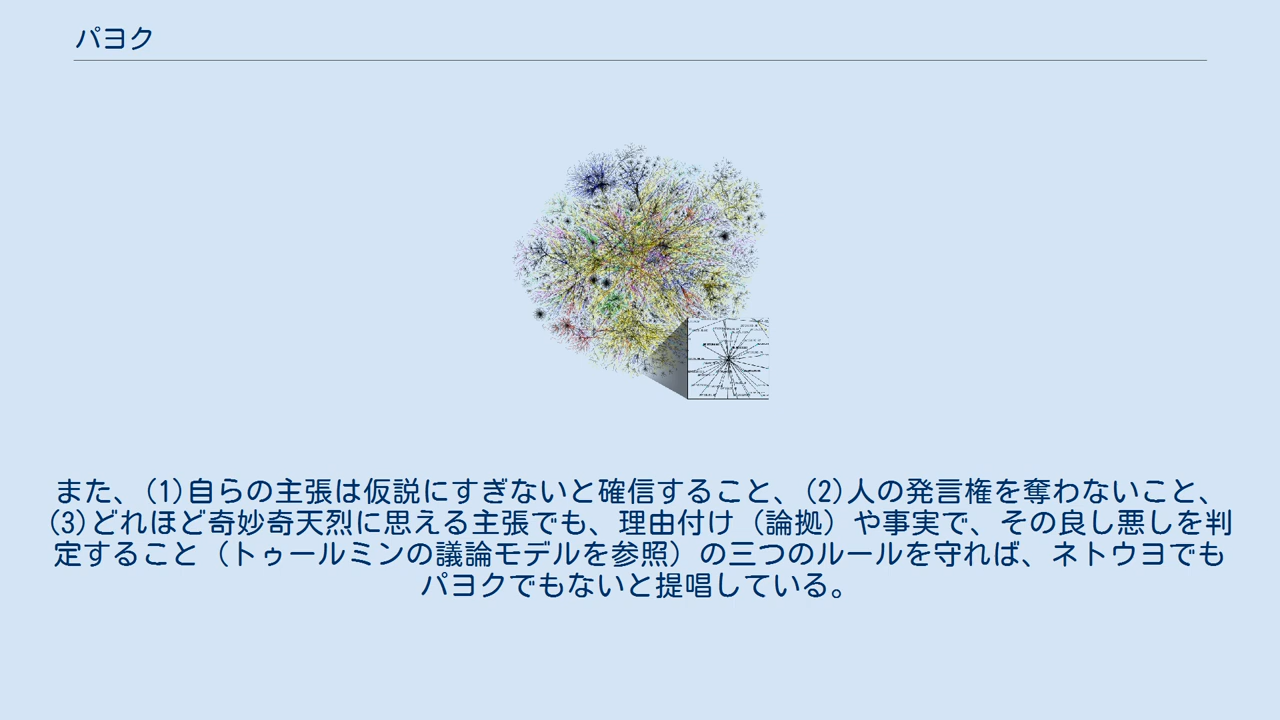 パヨク
また、(1)自らの主張は仮説にすぎないと確信すること、(2)人の発言権を奪わないこと、
(3)どれほど奇妙奇天烈に思える主張でも、理由付け（論拠）や事実で、その良し悪しを判
定すること（トゥールミンの議論モデルを参照）の三つのルールを守れば、ネトウヨでも
パヨクでもないと提唱している。